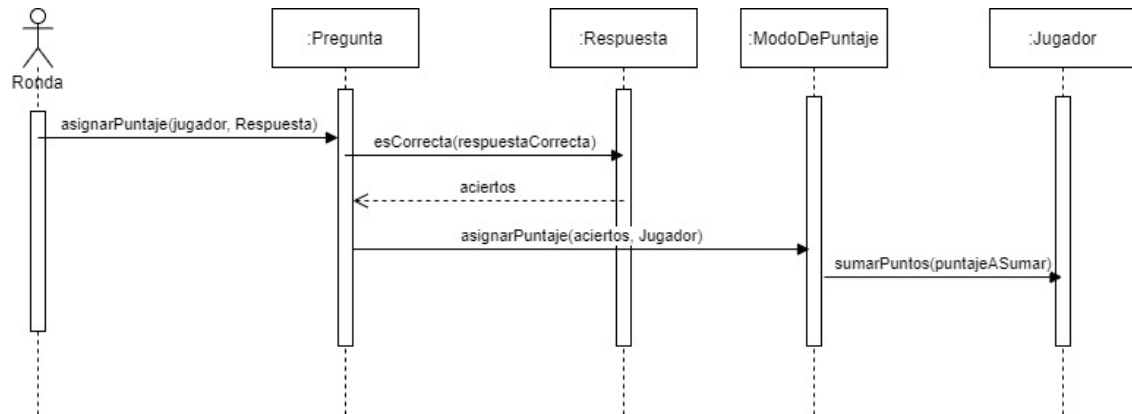 Ronda
:Pregunta
:Respuesta
:ModoDePuntaje
:Jugador
asignarPuntaje(jugador, Respuesta)
esCorrecta(respuestaCorrecta)
aciertos
asignarPuntaje(aciertos, Jugador)
sumarPuntos(puntajeASumar)